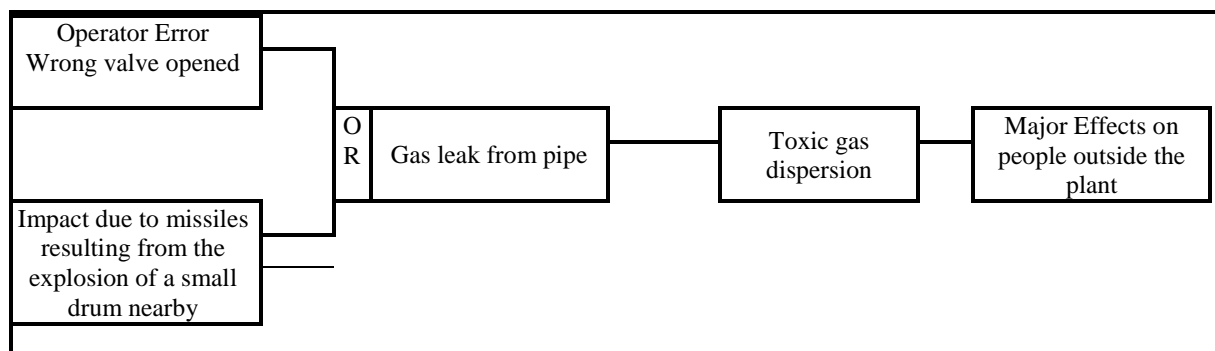 Operator Error
Wrong valve opened
O
R
Gas leak from pipe
Toxic gas
dispersion
Major Effects on
people outside the
plant
Impact due to missiles
resulting from the
explosion of a small
drum nearby